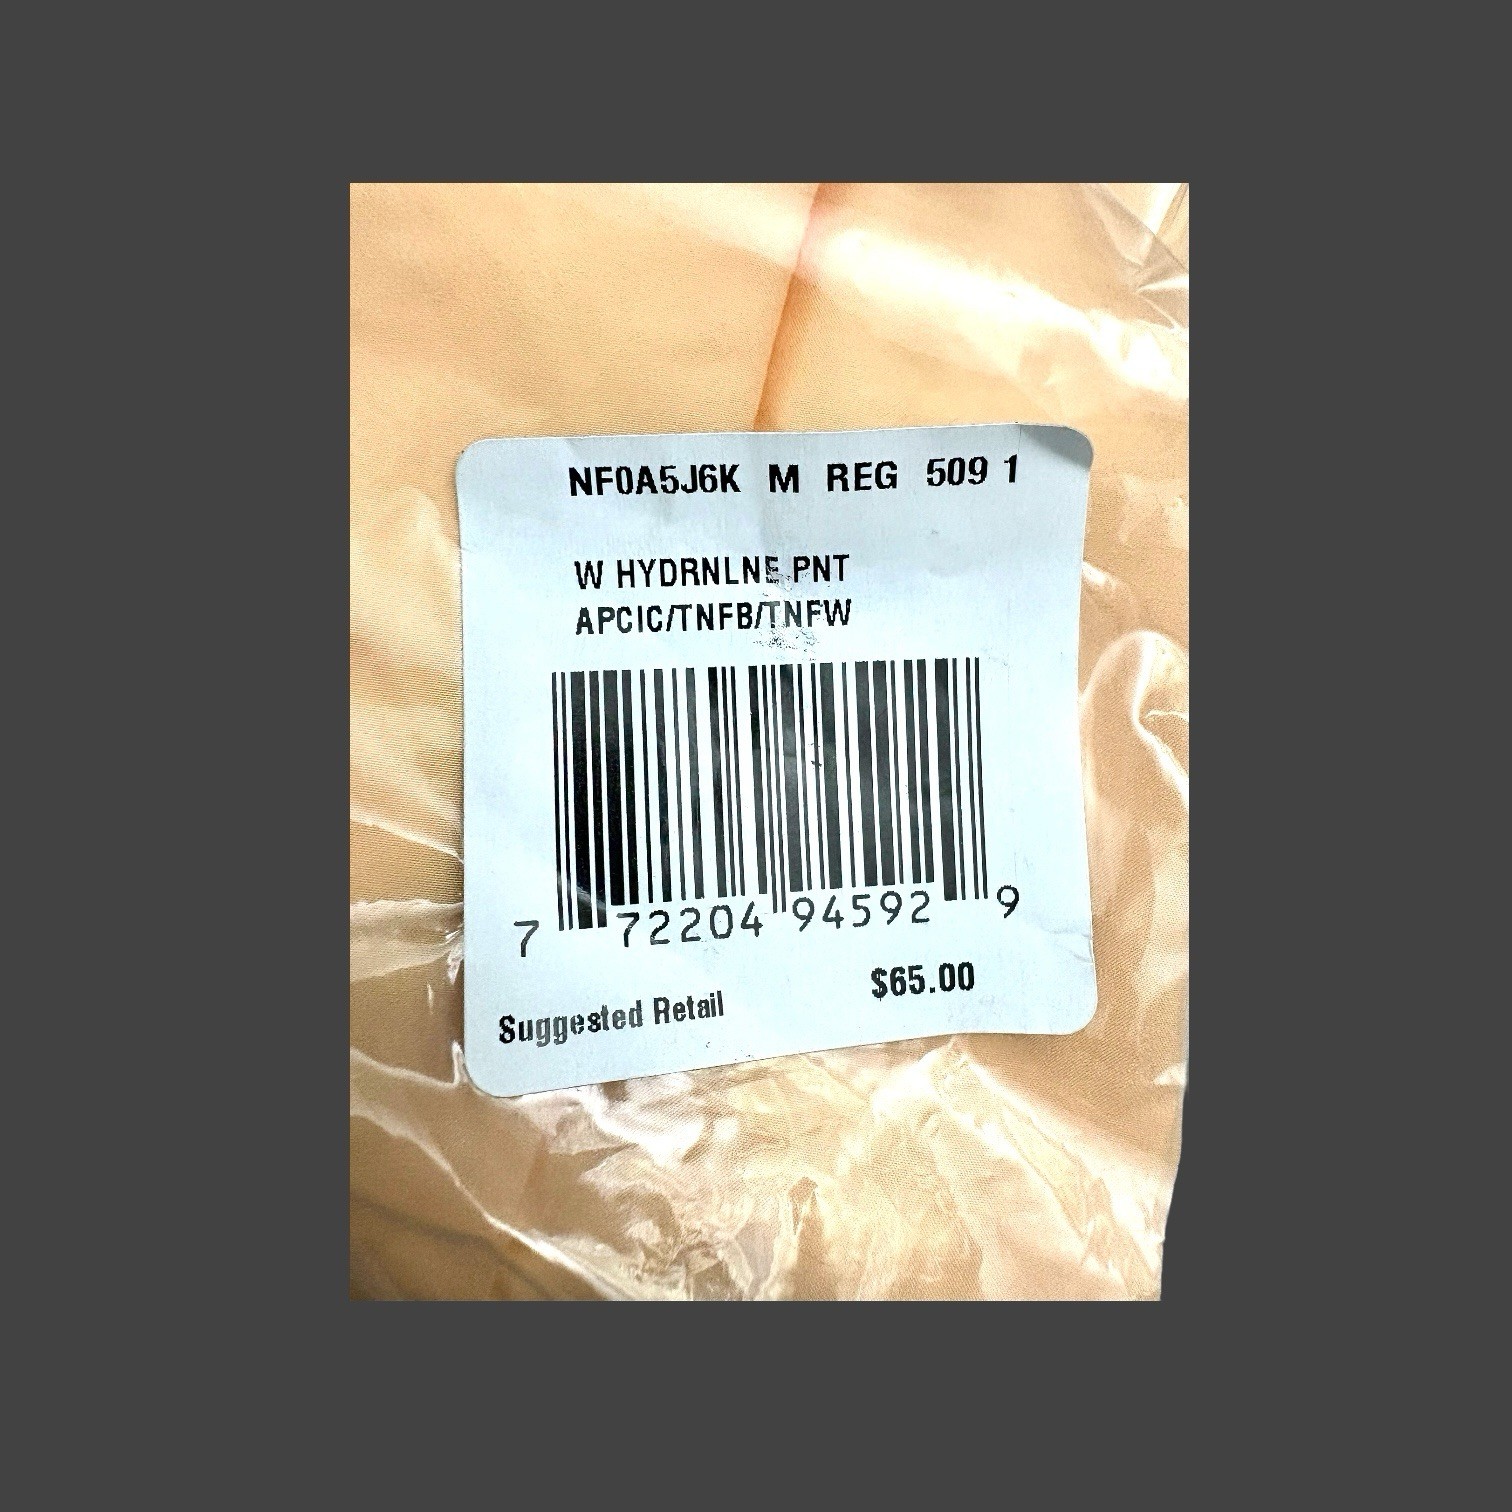 NF0A5J6K M REG 509 1
W HYDRNLNE PNT
APCIC/TNFB/TNFW
7 72204 94592 9
Suggested Retail $65.00